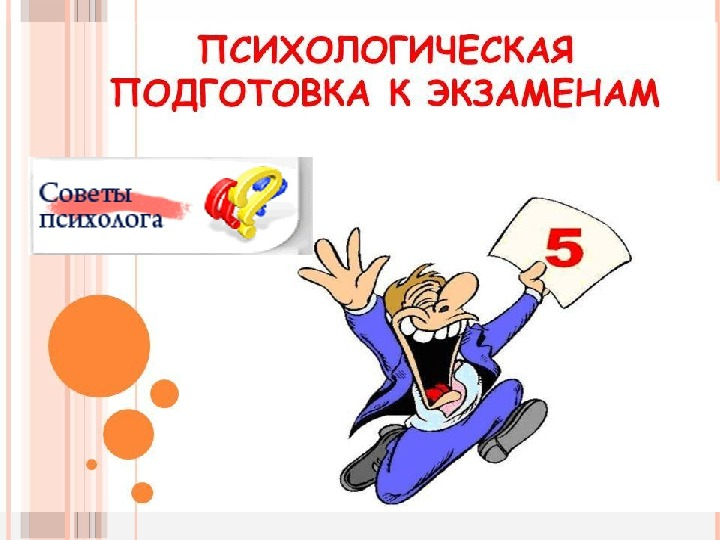 ПСИХОЛОГИЧЕСКАЯ
ПОДГОТОВКА К ЭКЗАМЕНАМ
Советы
психолога
5